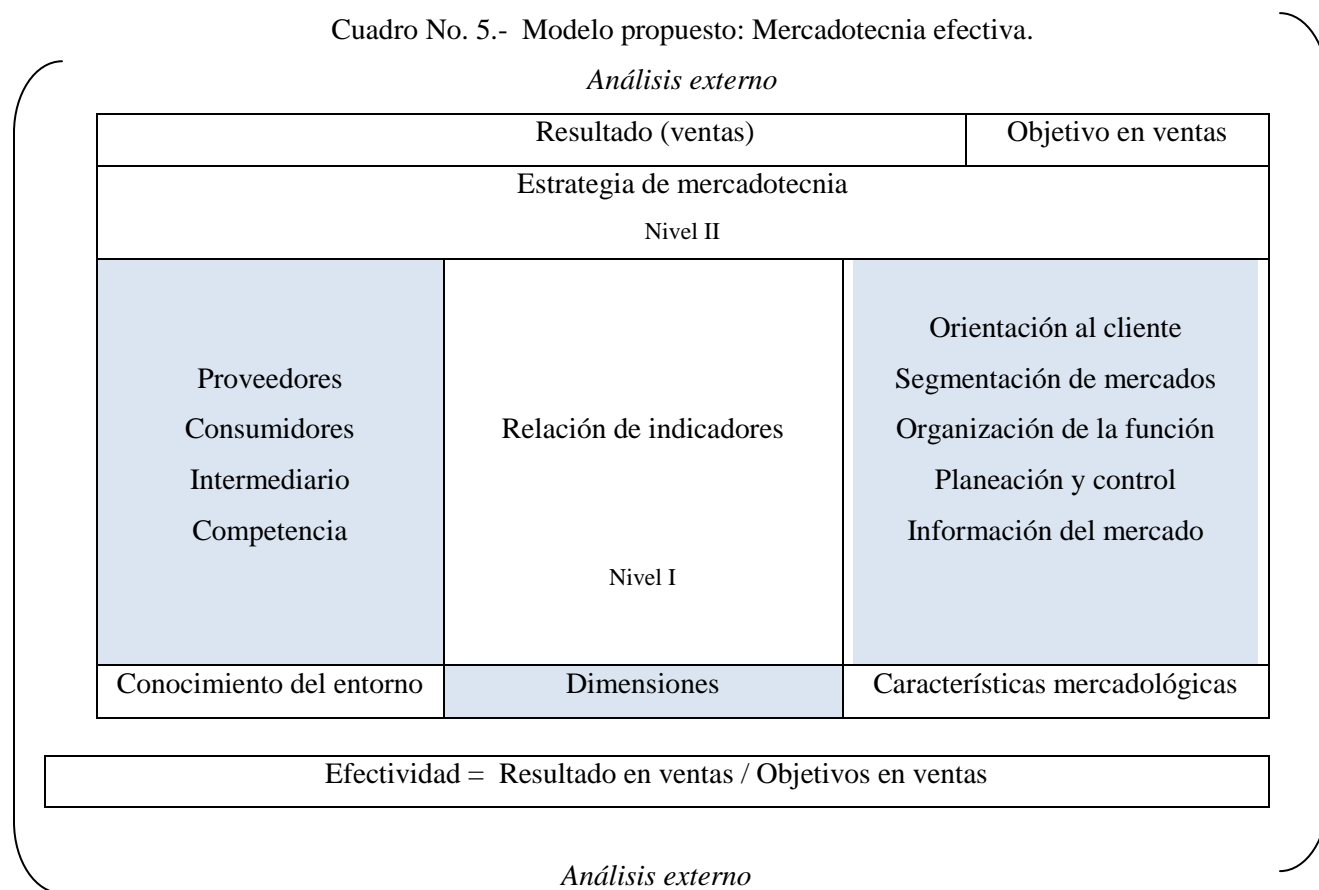 Cuadro No. 5.- Modelo propuesto: Mercadotecnia efectiva.
Análisis externo
Resultado (ventas)
Objetivo en ventas
Estrategia de mercadotecnia
Nivel II
Proveedores
Consumidores
Intermediario
Competencia
Relación de indicadores
Nivel I
Orientación al cliente
Segmentación de mercados
Organización de la función
Planeación y control
Información del mercado
Conocimiento del entorno
Dimensiones
Características mercadológicas
Efectividad = Resultado en ventas / Objetivos en ventas
Análisis externo